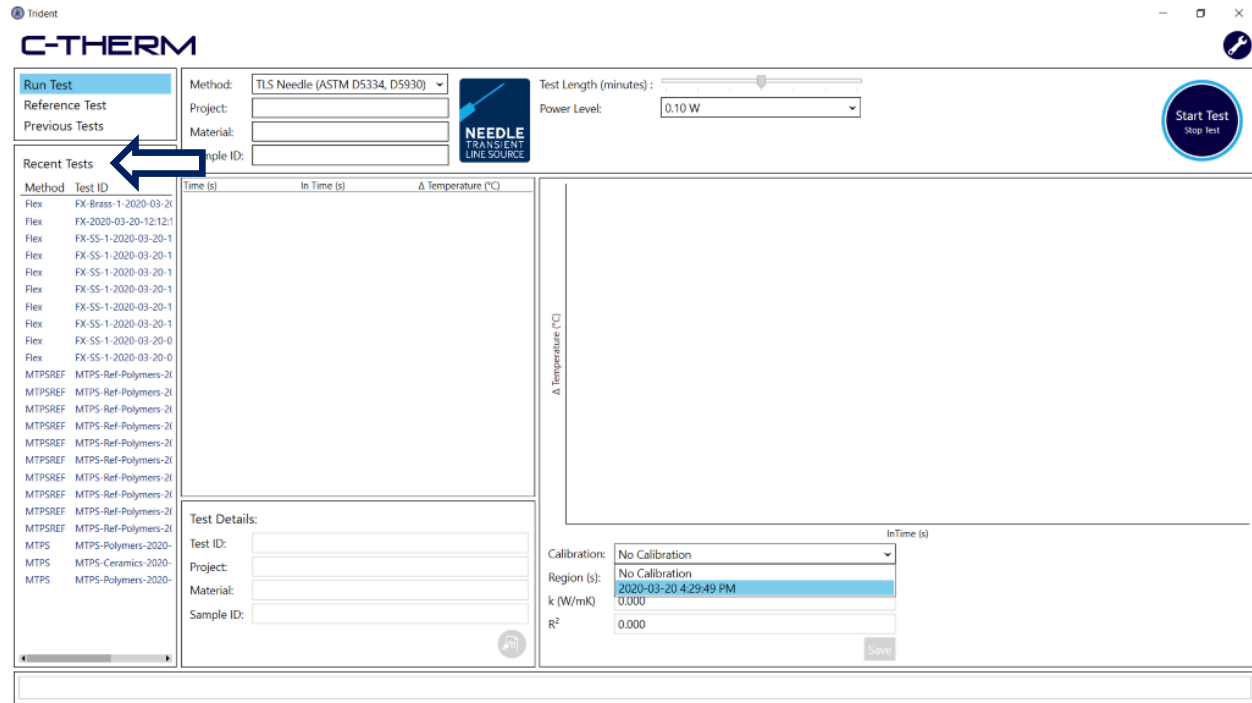 Trident
C-THERM
Run Test
Reference Test
Previous Tests
Recent Tests
Method Test ID
Flex FX-Brass-1-2020-03-2
Flex FX-2020-03-20-12:12:1
Flex FX-SS-1-2020-03-20-1
Flex FX-SS-1-2020-03-20-1
Flex FX-SS-1-2020-03-20-1
Flex FX-SS-1-2020-03-20-1
Flex FX-SS-1-2020-03-20-1
Flex FX-SS-1-2020-03-20-1
Flex FX-SS-1-2020-03-20-0
Flex FX-SS-1-2020-03-20-0
MTPSREF MTPS-Ref-Polymers-2
MTPSREF MTPS-Ref-Polymers-2
MTPSREF MTPS-Ref-Polymers-2
MTPSREF MTPS-Ref-Polymers-2
MTPSREF MTPS-Ref-Polymers-2
MTPSREF MTPS-Ref-Polymers-2
MTPSREF MTPS-Ref-Polymers-2
MTPSREF MTPS-Ref-Polymers-2
MTPSREF MTPS-Ref-Polymers-2
MTPSREF MTPS-Ref-Polymers-2
MTPS MTPS-Polymers-2020-
MTPS MTPS-Ceramics-2020-
MTPS MTPS-Polymers-2020-
Method: TLS Needle (ASTM D5334, D5930)
Project:
Material:
mple ID:
NEEDLE
TRANSIENT
LINE SOURCE
Test Length (minutes) :
Power Level: 0.10 W
Start Test
Stop Test
Time (s) ln Time (s) Δ Temperature (°C)
Δ Temperature (°C)
lnTime (s)
Test Details:
Test ID:
Project:
Material:
Sample ID:
Calibration: No Calibration
No Calibration
Region (s): 2020-03-20 4:29:49 PM
k (W/mK) 0.000
R² 0.000
Save